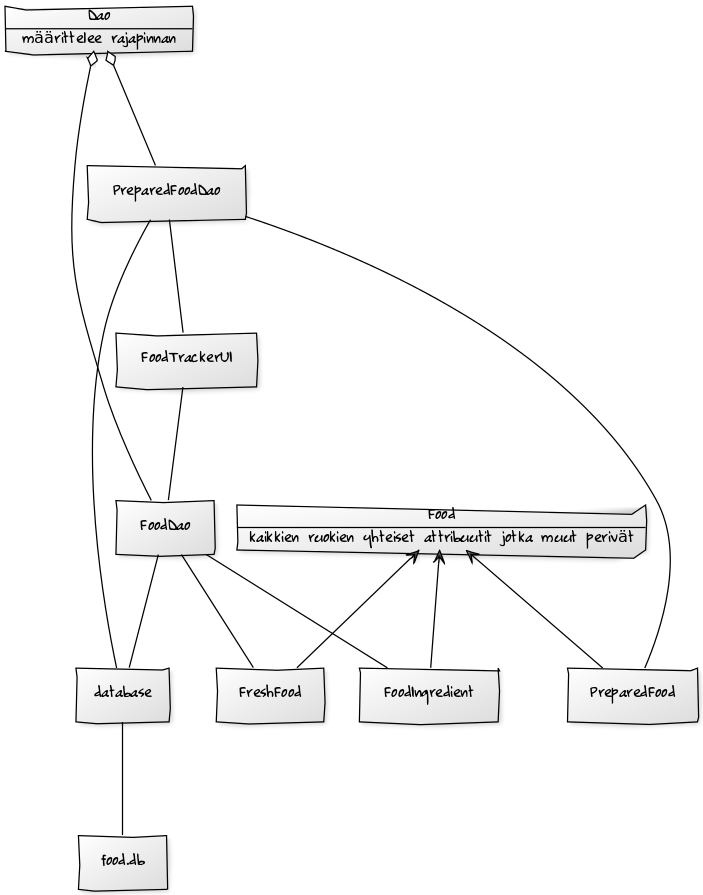 Dao
määrittelee rajapinnan
PreparedFoodDao
FoodTrackerUI
FoodDao
Food
kaikkien ruokien yhteiset attribuutit jotka muut perivät
database
FreshFood
FoodIngredient
PreparedFood
food.db